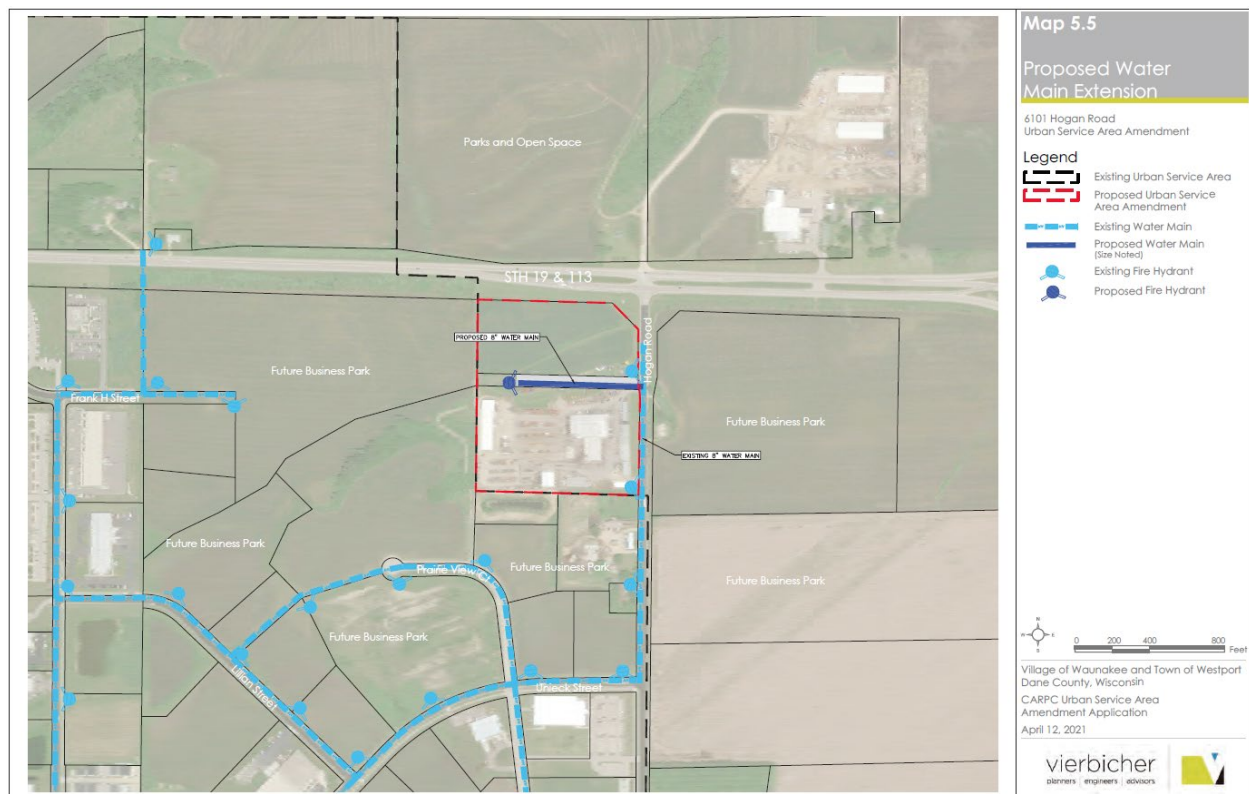 Map 5.5
Proposed Water
Main Extension
6101 Hogan Road
Urban Service Area Amendment
Legend
Existing Urban Service Area
Proposed Urban Service
Area Amendment
Existing Water Main
Proposed Water Main
(Size Noted)
Existing Fire Hydrant
Proposed Fire Hydrant
Parks and Open Space
STH 19 & 113
PROPOSED 8" WATER MAIN
Hogan Road
Future Business Park
Frank H Street
Future Business Park
EXISTING 8" WATER MAIN
Future Business Park
Prairie View Ct
Future Business Park
Future Business Park
Future Business Park
Lillian Street
Uniek Street
N
W
E
S
0 200 400 800
Feet
Village of Waunakee and Town of Westport
Dane County, Wisconsin
CARPC Urban Service Area
Amendment Application
April 12, 2021
vierbicher
planners | engineers | advisors